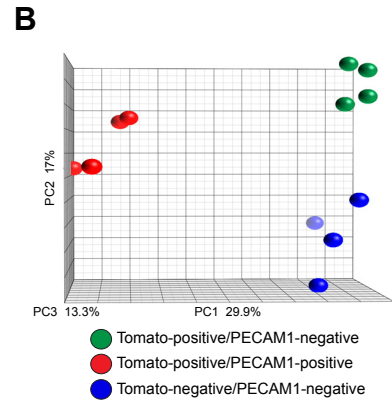 B
PC2 17%
PC3 13.3%
PC1 29.9%
Tomato-positive/PECAM1-negative
Tomato-positive/PECAM1-positive
Tomato-negative/PECAM1-negative